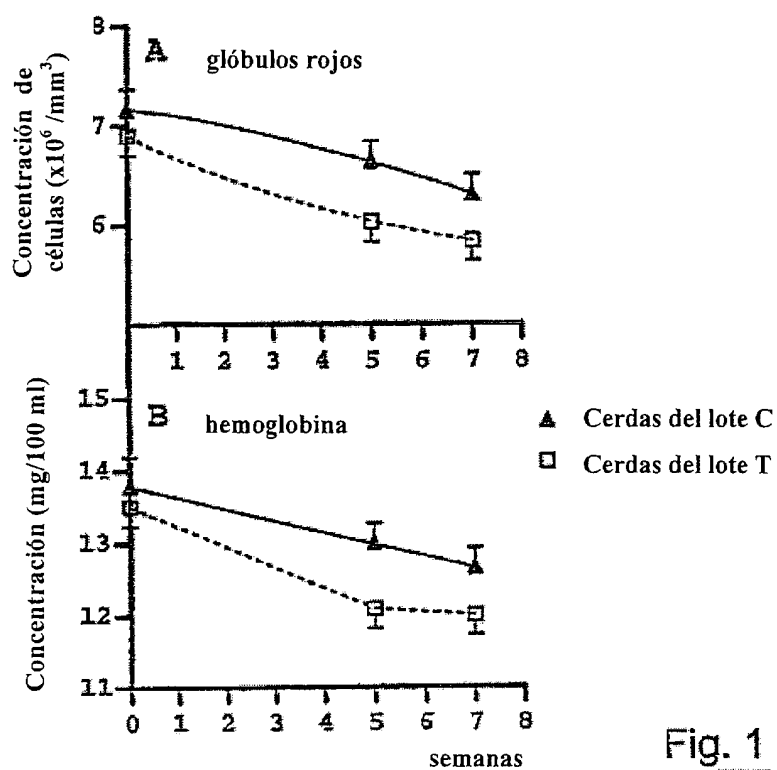 8
A glóbulos rojos
Concentración de
células (x10⁶ /mm³)
7
6
1 2 3 4 5 6 7 8
15
B hemoglobina
Concentración (mg/100 ml)
14
13
12
11
0 1 2 3 4 5 6 7 8
semanas
Cerdas del lote C
Cerdas del lote T
Fig. 1